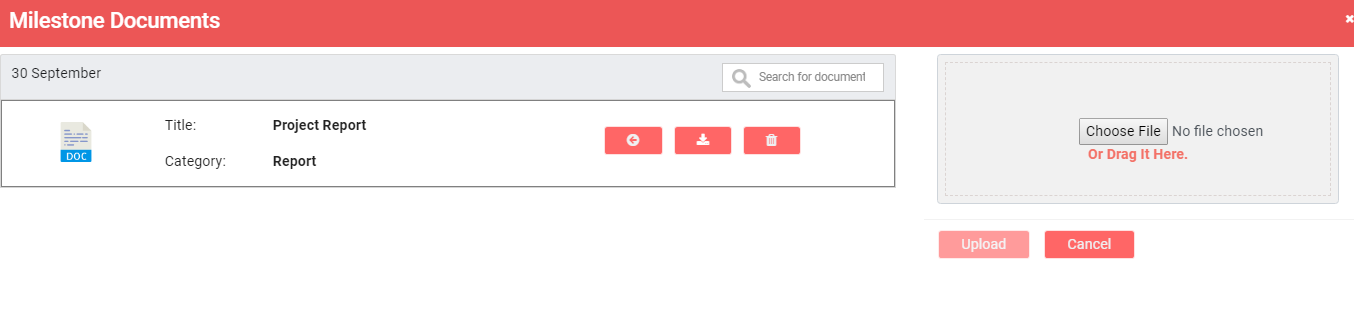 Milestone Documents
30 September
Search for document
Title: Project Report
DOC
Category: Report
Choose File No file chosen
Or Drag It Here.
Upload Cancel